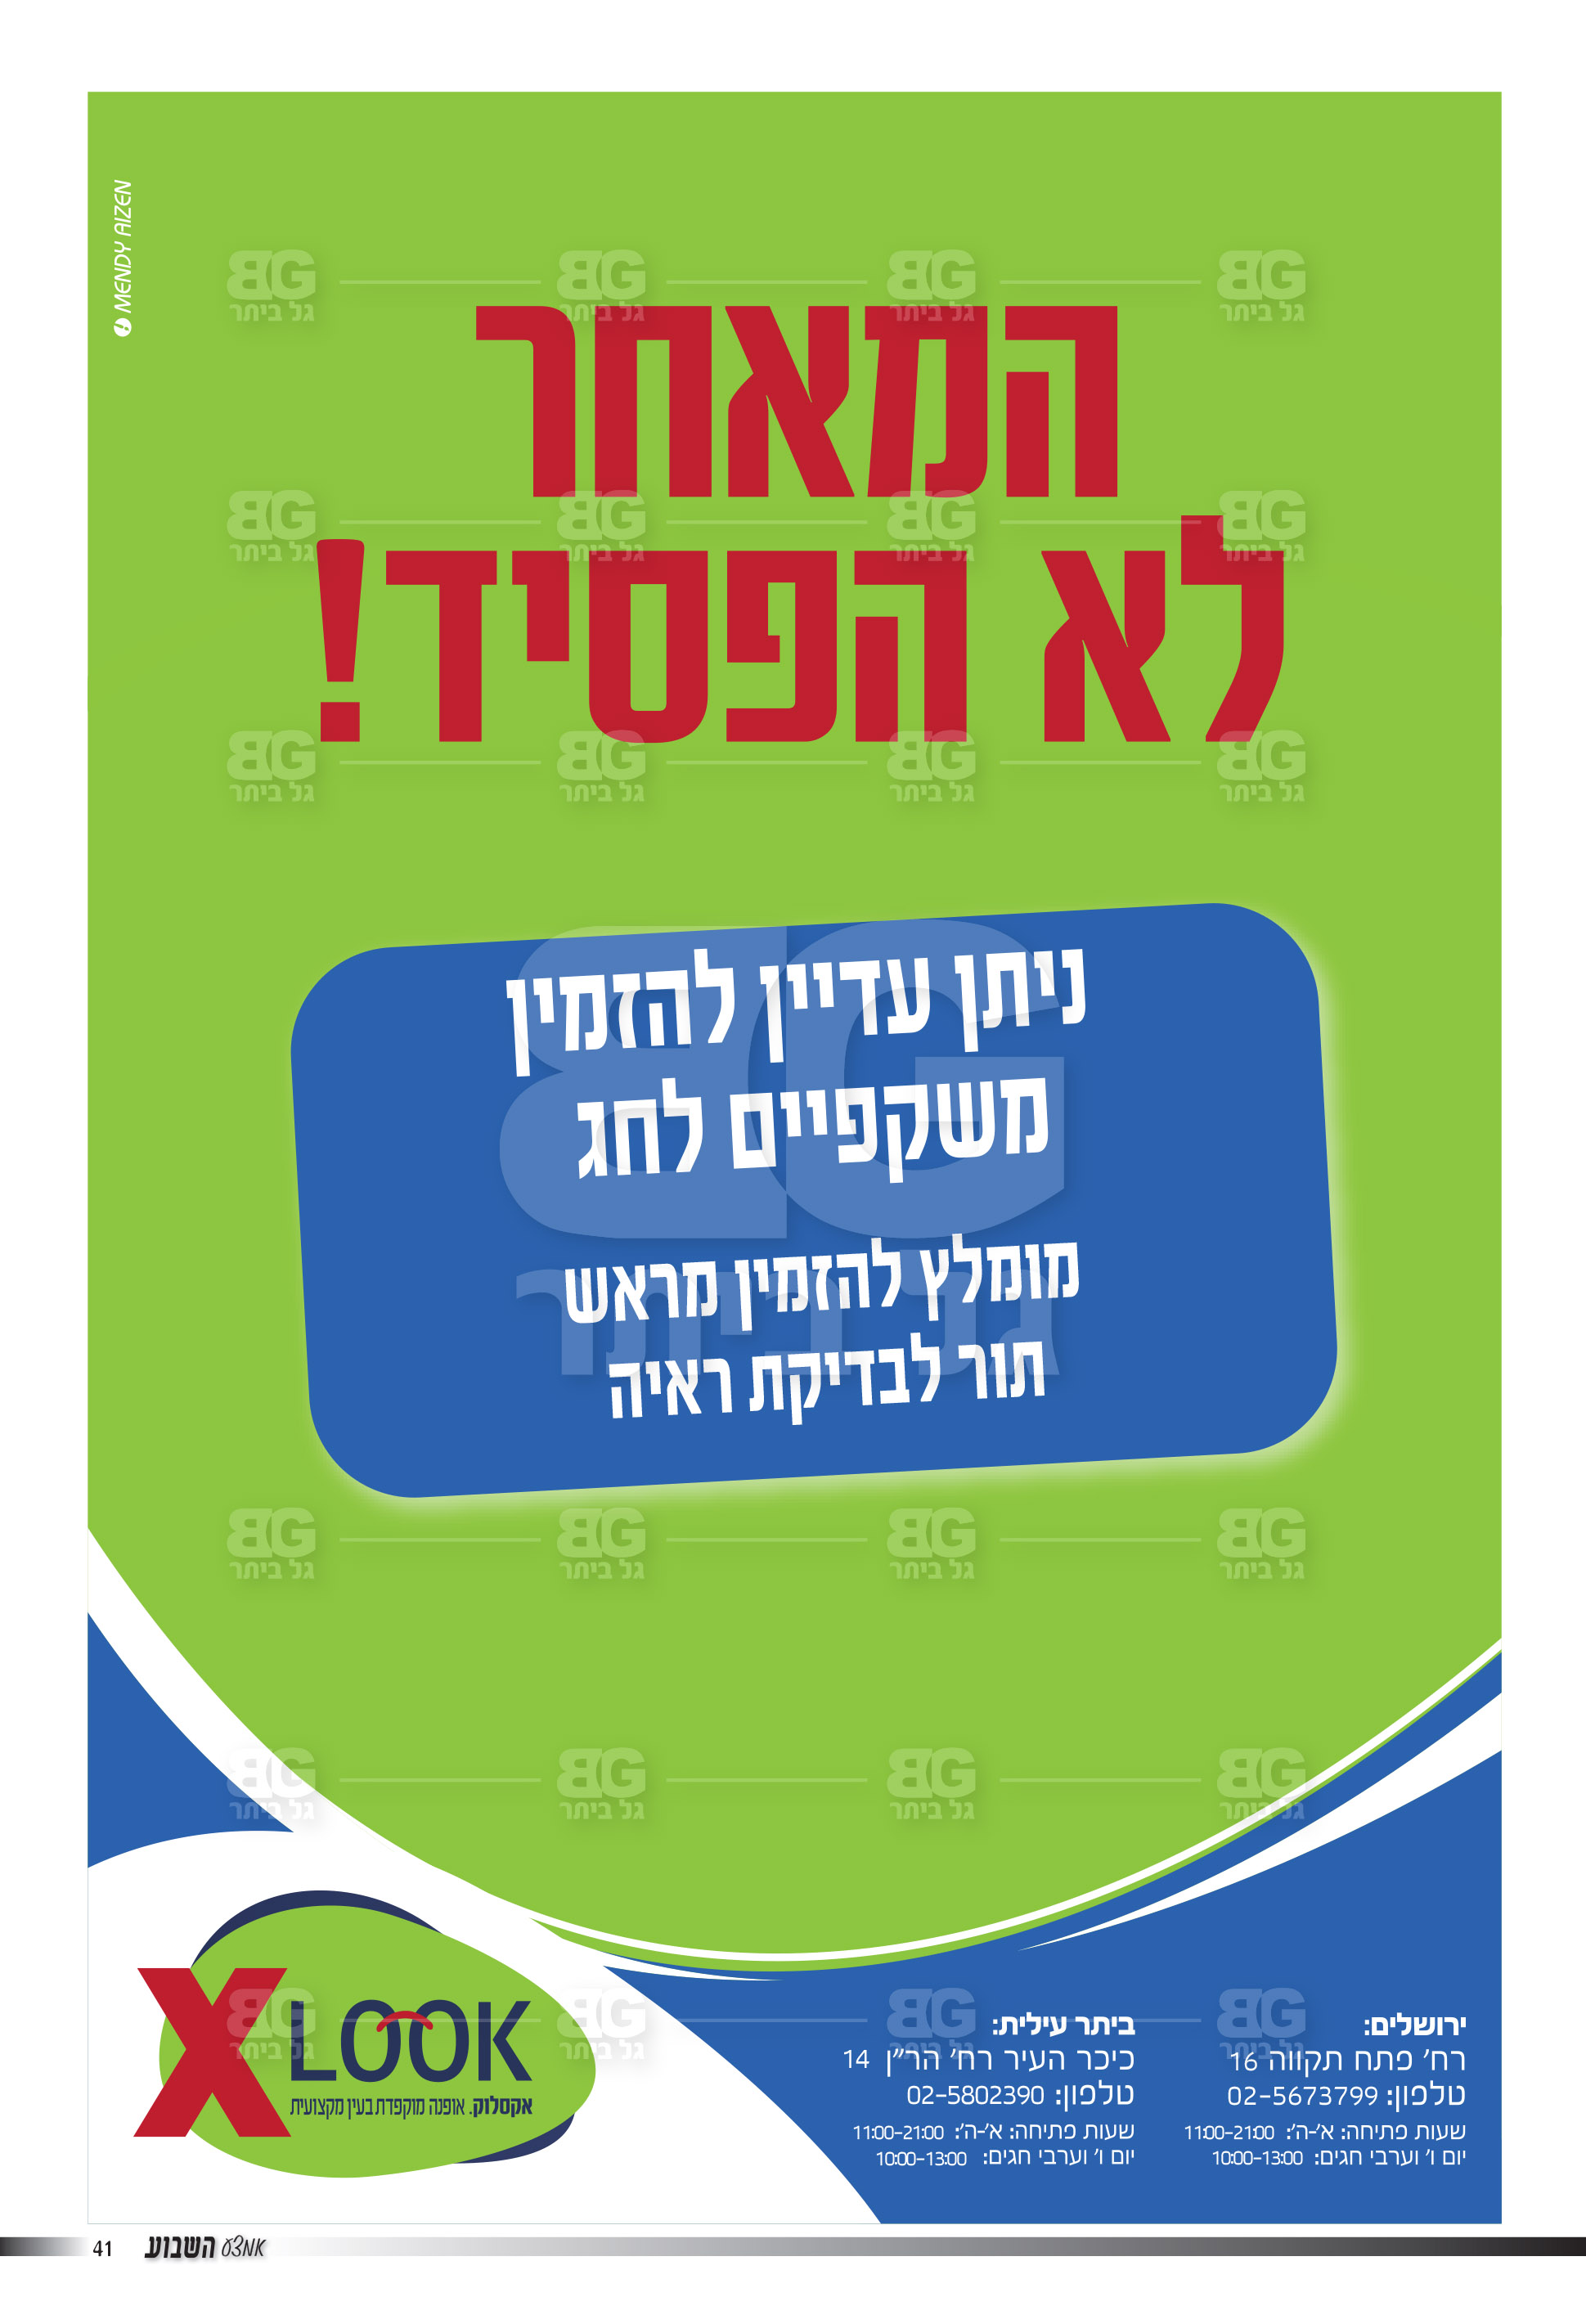 MENDY AIZEN
המאחר
לא הפסיד!
ניתן עדיין להזמין
משקפיים לחג
מומלץ להזמין מראש
תור לבדיקת ראיה
BG
גל ביתר
ירושלים:
רח' פתח תקווה 16
טלפון: 02-5673799
שעות פתיחה: א'-ה': 11:00-21:00
יום ו' וערבי חגים: 10:00-13:00
ביתר עילית:
כיכר העיר רח' הר"ן 14
טלפון: 02-5802390
שעות פתיחה: א'-ה': 11:00-21:00
יום ו' וערבי חגים: 10:00-13:00
X LOOK
אקסלוק. אופנה מוקפדת בעין מקצועית
אמצע השבוע 41